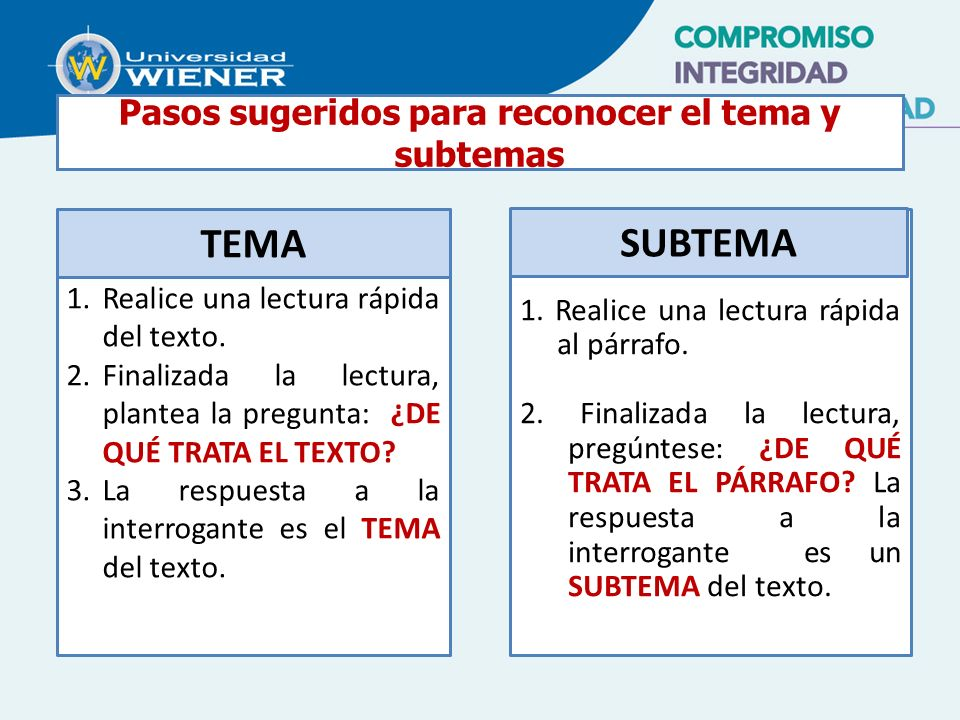 Universidad
WIENER
COMPROMISO
INTEGRIDAD
AD
Pasos sugeridos para reconocer el tema y
subtemas
TEMA
1. Realice una lectura rápida
del texto.
2. Finalizada la lectura,
plantea la pregunta: ¿DE
QUÉ TRATA EL TEXTO?
3. La respuesta a la
interrogante es el TEMA
del texto.
SUBTEMA
1. Realice una lectura rápida
al párrafo.
2. Finalizada la lectura,
pregúntese: ¿DE QUÉ
TRATA EL PÁRRAFO? La
respuesta a la
interrogante es un
SUBTEMA del texto.